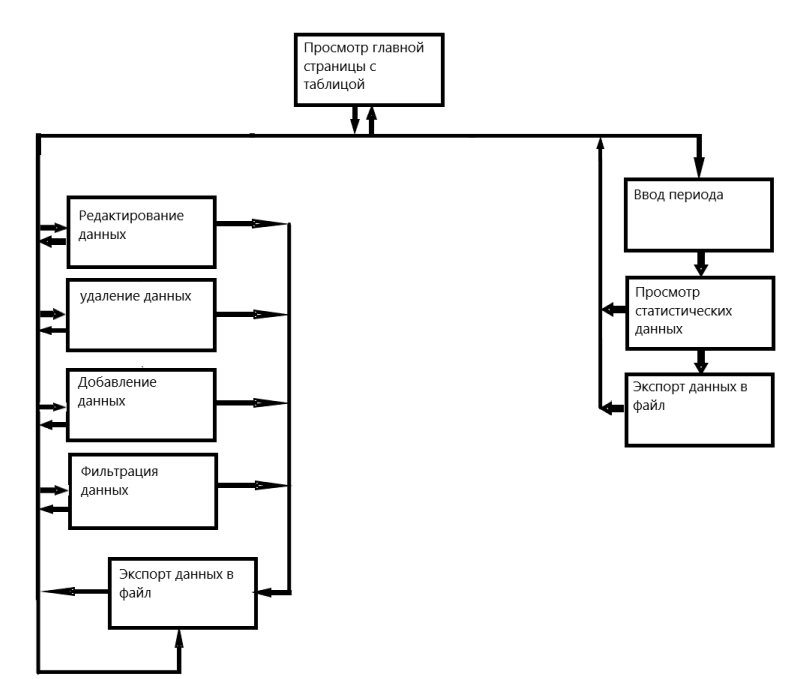 Просмотр главной
страницы с
таблицой
Ввод периода
Просмотр
статистических
данных
Экспорт данных в
файл
Редактирование
данных
удаление данных
Добавление
данных
Фильтрация
данных
Экспорт данных в
файл